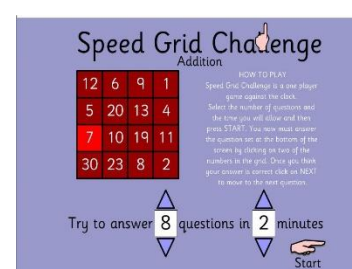 Speed Grid Challenge
Addition
12 6 9 1
5 20 13 4
7 10 19 11
30 23 8 2
HOW TO PLAY
Speed Grid Challenge is a one player
game against the clock.
Select the number of questions and
the time you will allow and then
press START. You now must answer
the question set at the bottom of the
screen by clicking on two of the
numbers in the grid. Once you think
your answer is correct click on NEXT
to move to the next question.
Try to answer 8 questions in 2 minutes
Start